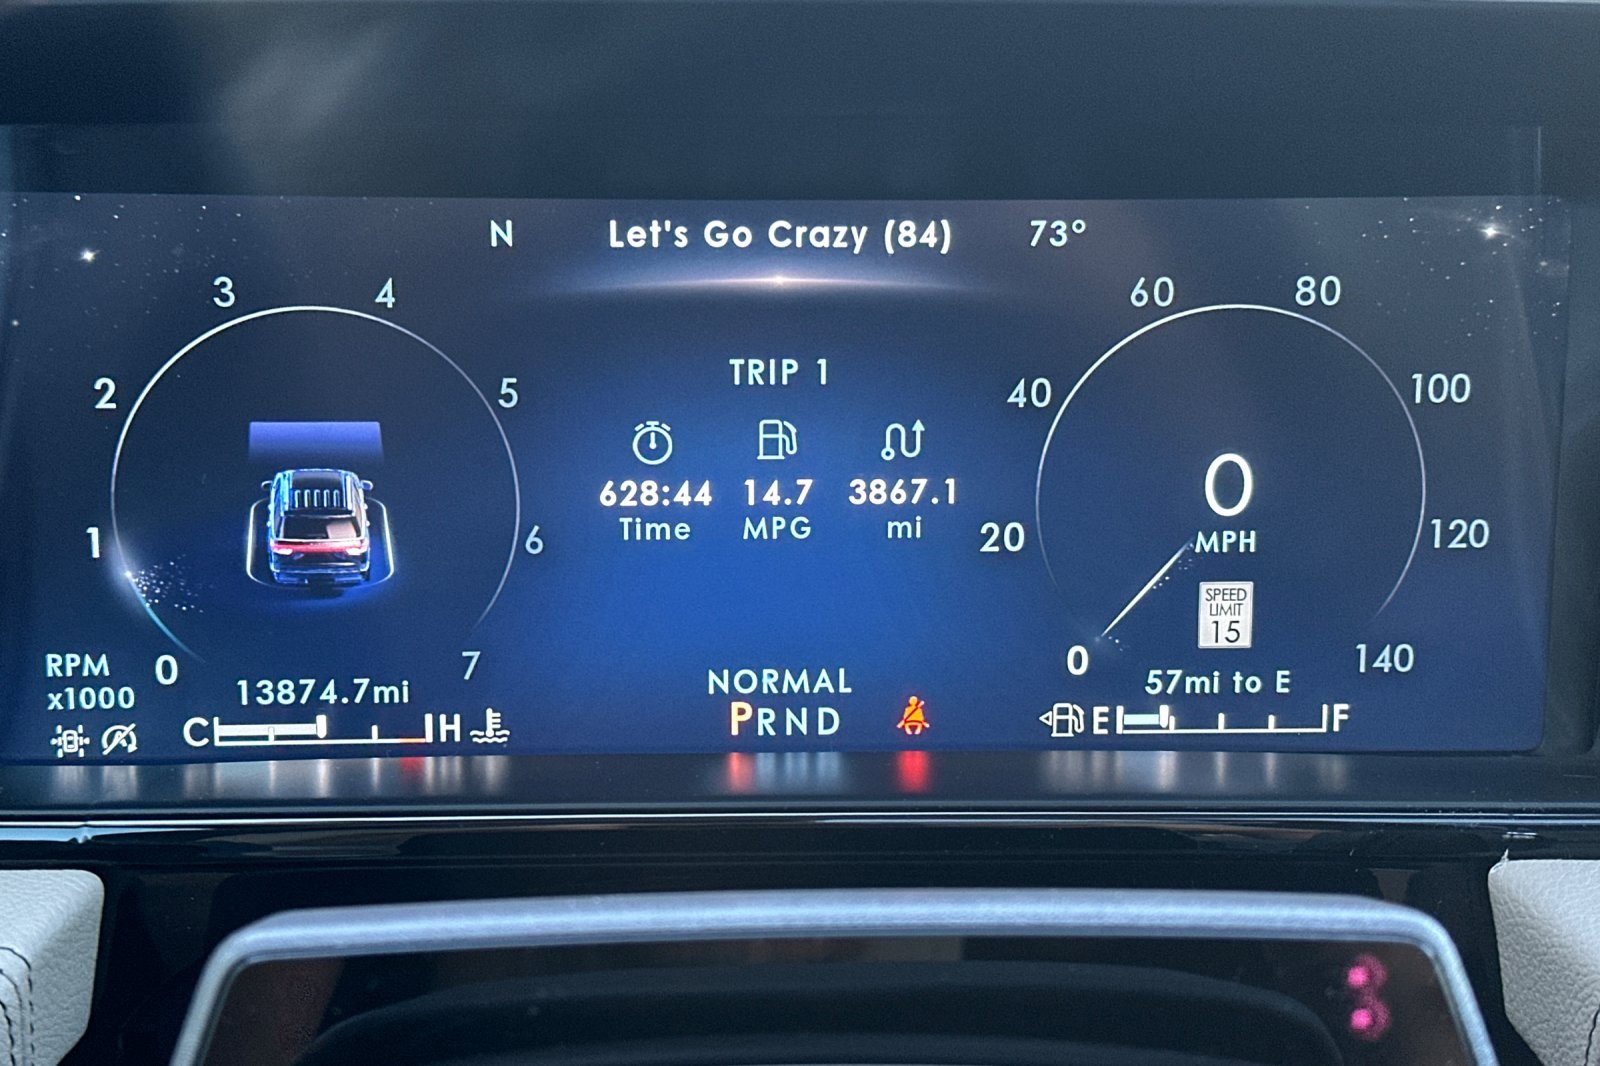 N Let's Go Crazy (84) 73°
3 4
60 80
TRIP 1
2 5
40 100
628:44 14.7 3867.1
Time MPG mi
1 6
20 120
0
MPH
SPEED
LIMIT
15
RPM
x1000
0 7
0 140
13874.7mi
NORMAL
57mi to E
C H
PRND
E F